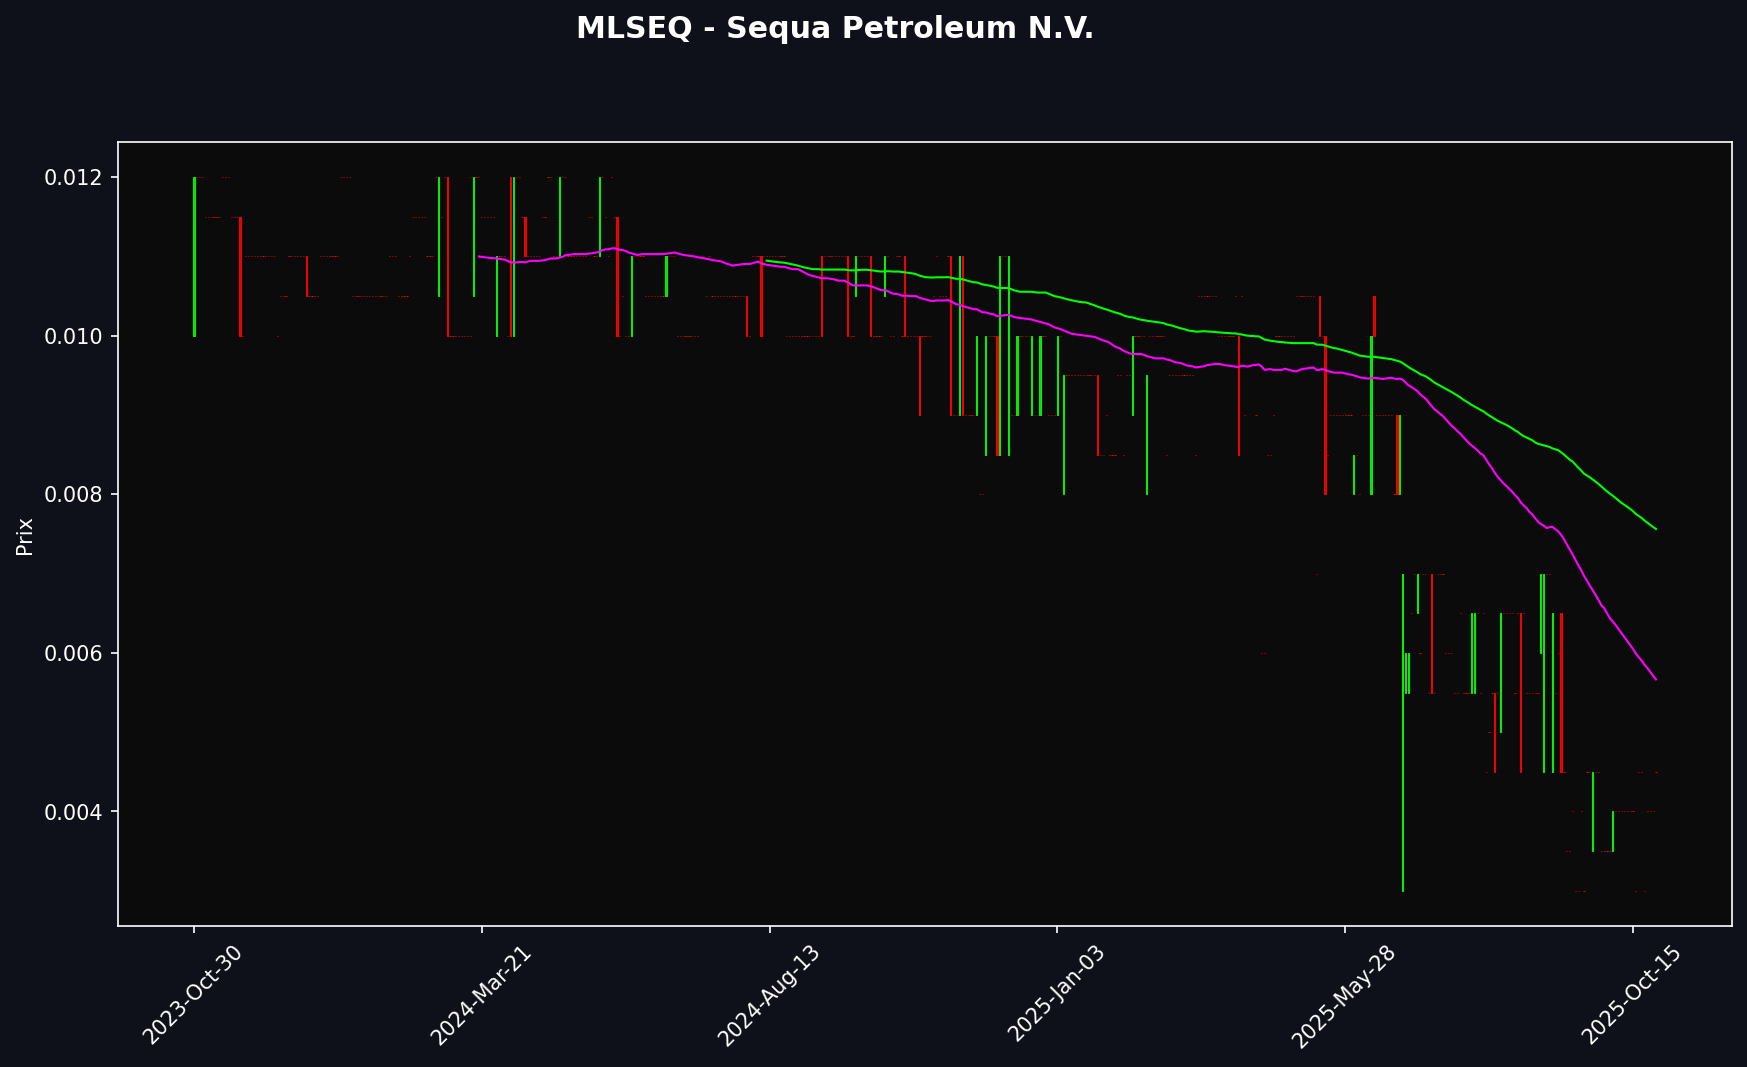 MLSEQ - Sequa Petroleum N.V.
Prix
0.012
0.010
0.008
0.006
0.004
2023-Oct-30
2024-Mar-21
2024-Aug-13
2025-Jan-03
2025-May-28
2025-Oct-15